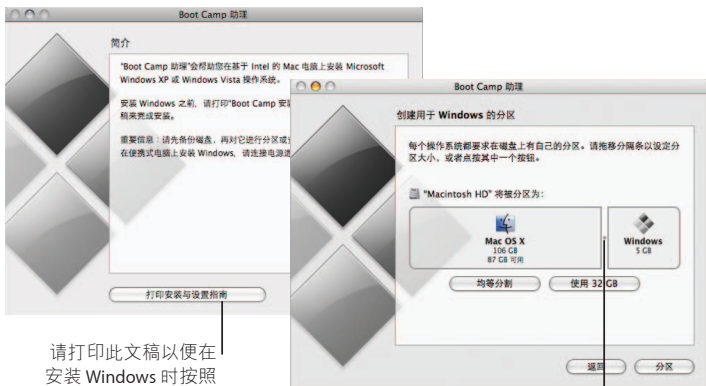 Boot Camp 助理
简介
“Boot Camp 助理”会帮助您在基于 Intel 的 Mac 电脑上安装 Microsoft
Windows XP 或 Windows Vista 操作系统。
安装 Windows 之前，请打印“Boot Camp 安
稿来完成安装。
重要信息：请先备份磁盘，再对它进行分区或
在便携式电脑上安装 Windows，请连接电源
打印安装与设置指南
请打印此文稿以便在
安装 Windows 时按照
Boot Camp 助理
创建用于 Windows 的分区
每个操作系统都要求在磁盘上有自己的分区。请拖移分隔条以设定分
区大小，或者点按其中一个按钮。
“Macintosh HD” 将被分区为：
Mac OS X
106 GB
87 GB 可用
Windows
5 GB
均等分割
使用 32 GB
返回
分区